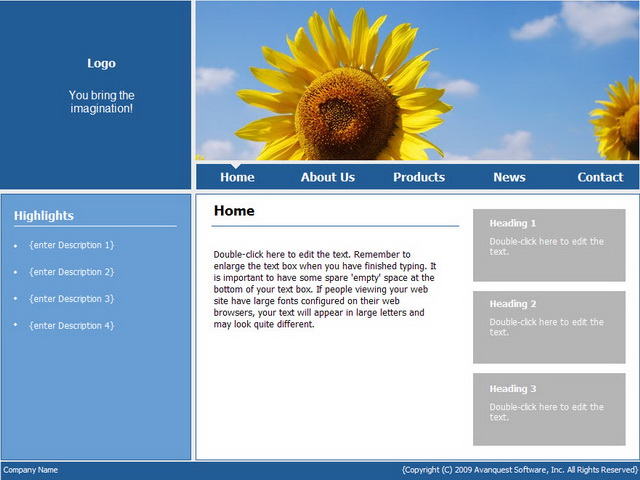 Logo
You bring the
imagination!
Home About Us Products News Contact
Highlights
• {enter Description 1}
• {enter Description 2}
• {enter Description 3}
• {enter Description 4}
Home
Double-click here to edit the text. Remember to
enlarge the text box when you have finished typing. It
is important to have some spare 'empty' space at the
bottom of your text box. If people viewing your web
site have large fonts configured on their web
browsers, your text will appear in large letters and
may look quite different.
Heading 1
Double-click here to edit the
text.
Heading 2
Double-click here to edit the
text.
Heading 3
Double-click here to edit the
text.
Company Name
{Copyright (C) 2009 Avanquest Software, Inc. All Rights Reserved}